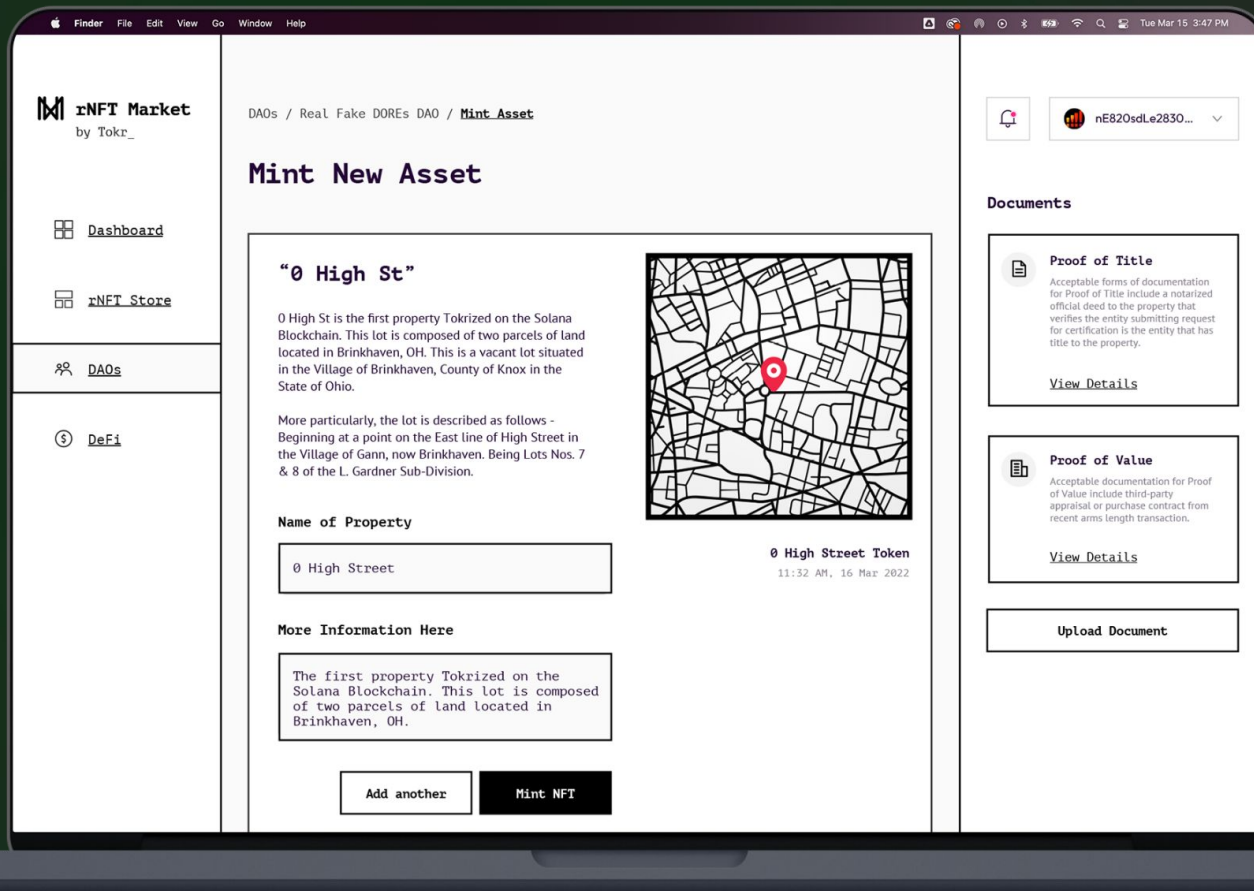 Finder File Edit View Go Window Help
Tue Mar 15 3:47 PM
rNFT Market
by Tokr_
Dashboard
rNFT Store
DAOs
DeFi
DAOs / Real Fake DOREs DAO / Mint Asset
Mint New Asset
“0 High St”
0 High St is the first property Tokrized on the Solana
Blockchain. This lot is composed of two parcels of land
located in Brinkhaven, OH. This is a vacant lot situated
in the Village of Brinkhaven, County of Knox in the
State of Ohio.
More particularly, the lot is described as follows -
Beginning at a point on the East line of High Street in
the Village of Gann, now Brinkhaven. Being Lots Nos. 7
& 8 of the L. Gardner Sub-Division.
Name of Property
0 High Street
More Information Here
The first property Tokrized on the
Solana Blockchain. This lot is composed
of two parcels of land located in
Brinkhaven, OH.
Add another
Mint NFT
0 High Street Token
11:32 AM, 16 Mar 2022
nE820sdLe2830...
Documents
Proof of Title
Acceptable forms of documentation
for Proof of Title include a notarized
official deed to the property that
verifies the entity submitting request
for certification is the entity that has
title to the property.
View Details
Proof of Value
Acceptable documentation for Proof
of Value include third-party
appraisal or purchase contract from
recent arms length transaction.
View Details
Upload Document